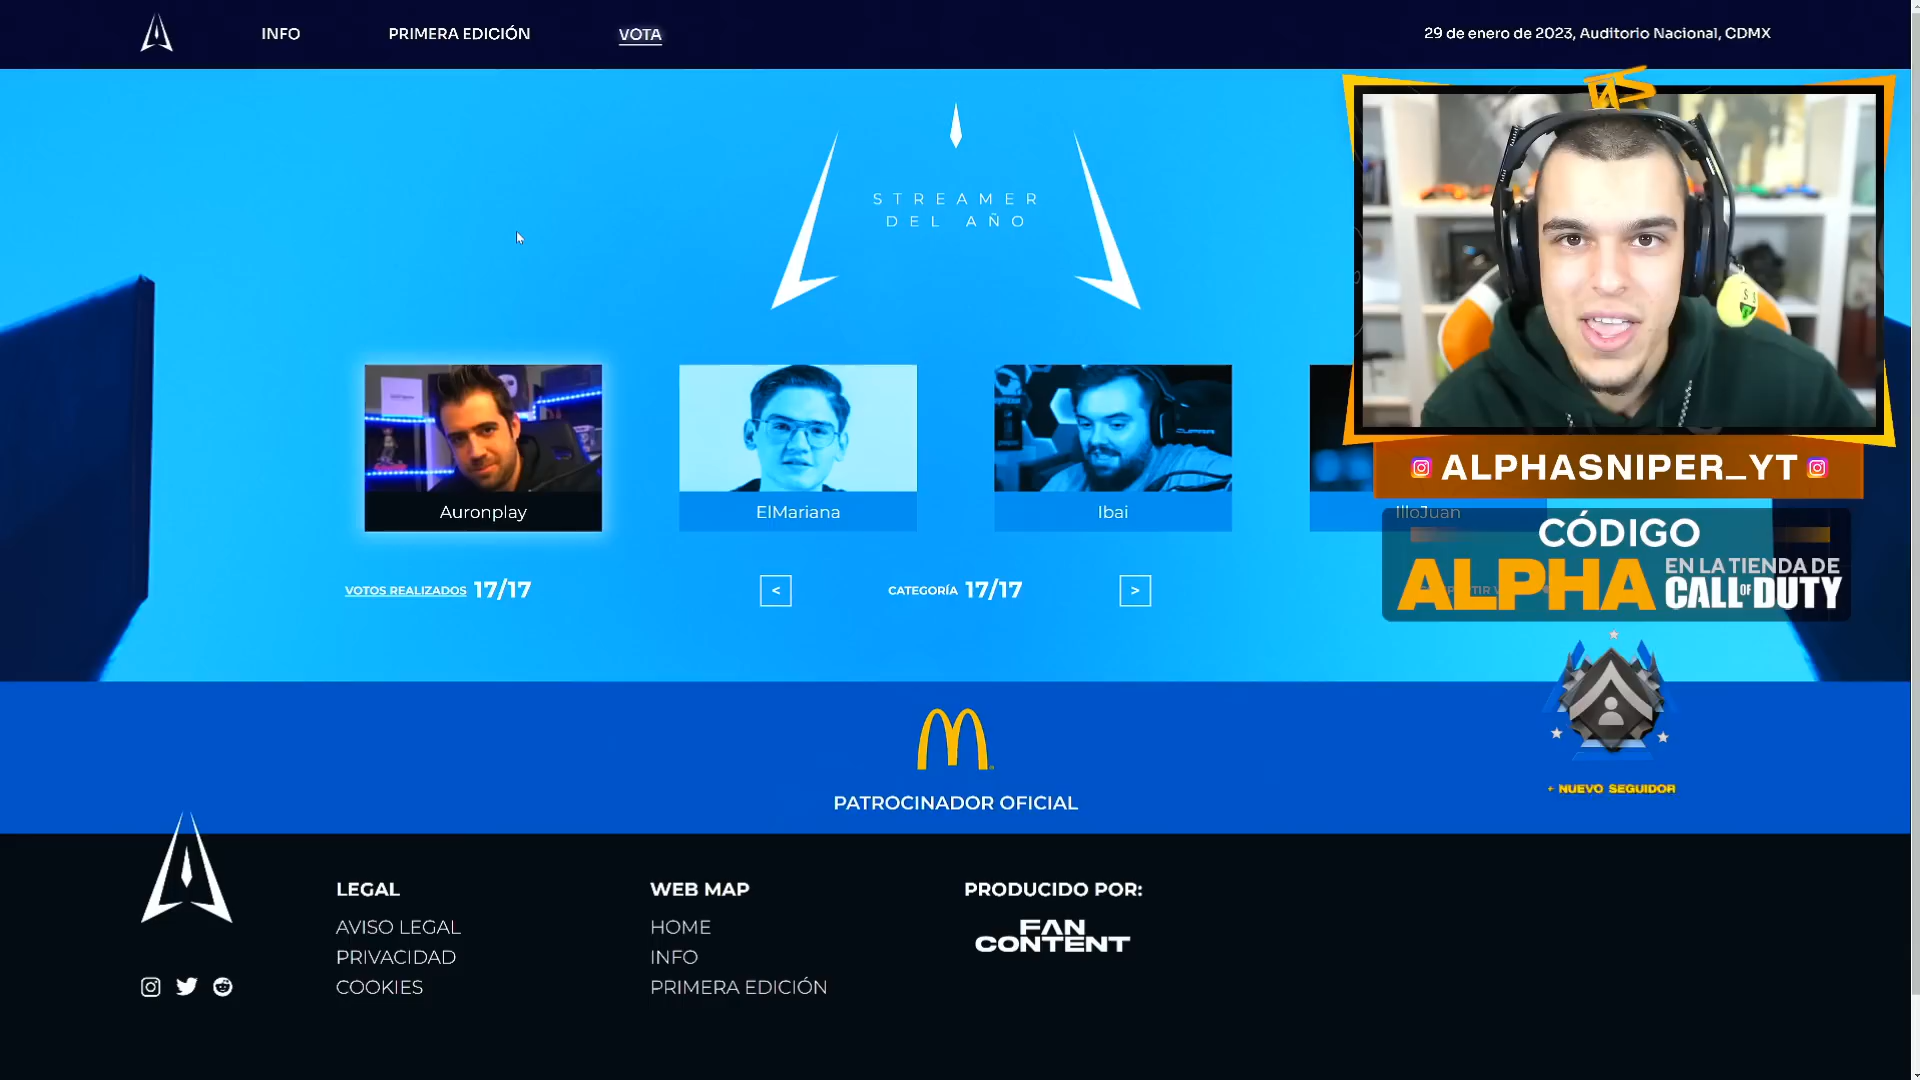 INFO
PRIMERA EDICIÓN
VOTA
29 de enero de 2023, Auditorio Nacional, CDMX
STREAMER
DEL AÑO
Auronplay
ElMariana
Ibai
IlloJuan
ALPHASNIPER_YT
CÓDIGO
ALPHA
EN LA TIENDA DE
CALL OF DUTY
VOTOS REALIZADOS 17/17
<
CATEGORÍA 17/17
>
+ NUEVO SEGUIDOR
PATROCINADOR OFICIAL
LEGAL
AVISO LEGAL
PRIVACIDAD
COOKIES
WEB MAP
HOME
INFO
PRIMERA EDICIÓN
PRODUCIDO POR:
FAN
CONTENT